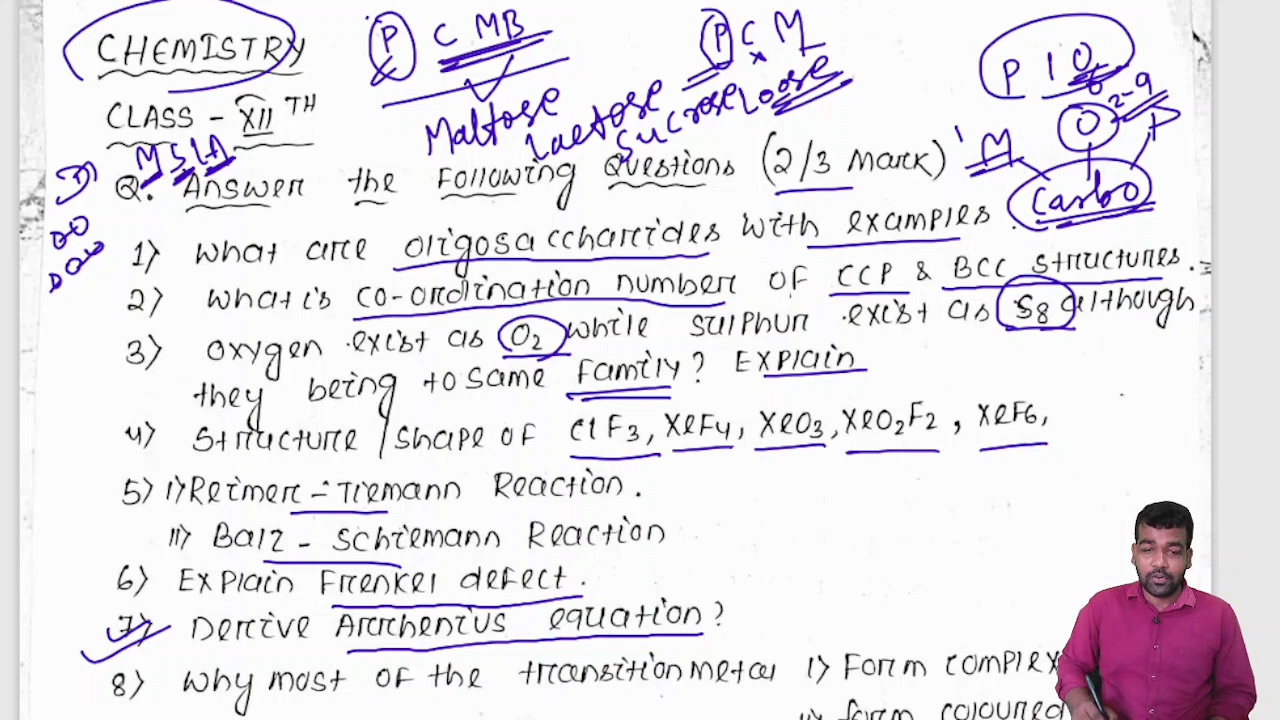 CHEMISTRY
CLASS - XII TH
P C MB
P C M
P I O
Maltose
Lactose
Sucrose
loose
O 2-9
M
P
Carbo
M S L A
Q. Answer the Following Questions (2/3 Mark)
1) What are oligosaccharides with examples.
2) What is co-ordination number of CCP & BCC structures.
3) oxygen exist as O2 while sulphur exist as S8 although
they being to same Family? Explain
4) Structure/shape of ClF3, XeF4, XeO3, XeO2F2, XeF6,
5) i) Reimer-Tiemann Reaction.
ii) Balz-Schiemann Reaction
6) Explain Frenkel defect.
7) Derive Arrhenius equation?
8) Why most of the transition metal i) Form complex
ii) form coloured